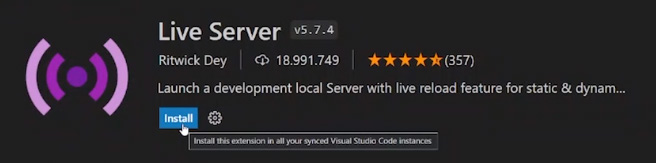 Live Server v5.7.4
Ritwick Dey 18.991.749 (357)
Launch a development local Server with live reload feature for static & dynam...
Install
Install this extension in all your synced Visual Studio Code instances